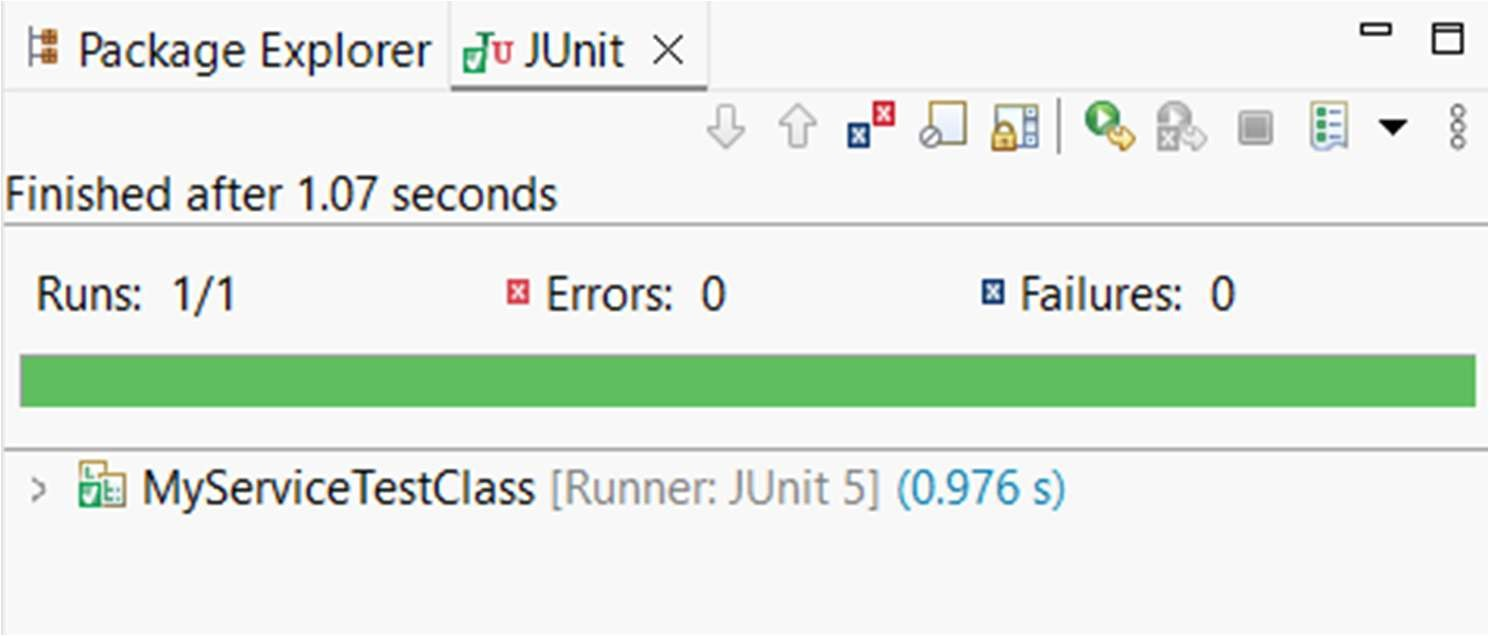 Package Explorer JUnit
Finished after 1.07 seconds
Runs: 1/1 Errors: 0 Failures: 0
MyServiceTestClass [Runner: JUnit 5] (0.976 s)